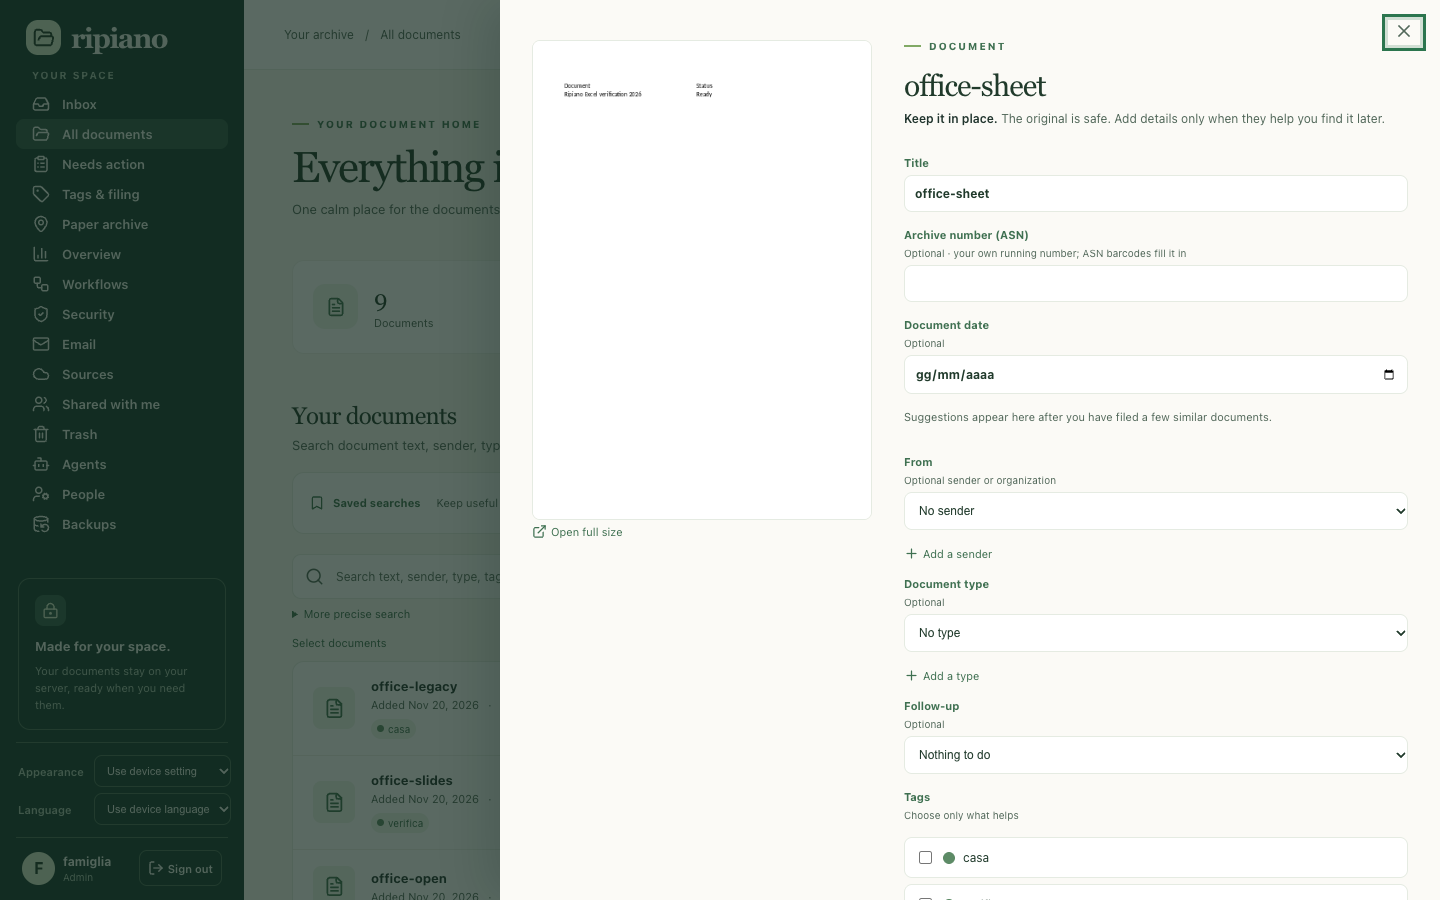 ripiano
YOUR SPACE
Inbox
All documents
Needs action
Tags & filing
Paper archive
Overview
Workflows
Security
Email
Sources
Shared with me
Trash
Agents
People
Backups
Made for your space.
Your documents stay on your
server, ready when you need
them.
Appearance
Use device setting
Language
Use device language
F
famiglia
Admin
Sign out
Your archive / All documents
YOUR DOCUMENT HOME
Everything i
One calm place for the documents
9
Documents
Your documents
Search document text, sender, typ
Saved searches Keep useful
Search text, sender, type, tag
More precise search
Select documents
office-legacy
Added Nov 20, 2026 ·
casa
office-slides
Added Nov 20, 2026 ·
verifica
office-open
Added Nov 20, 2026 ·
Document Status
Ripiano Excel verification 2026 Ready
Open full size
DOCUMENT
office-sheet
Keep it in place. The original is safe. Add details only when they help you find it later.
Title
office-sheet
Archive number (ASN)
Optional · your own running number; ASN barcodes fill it in
Document date
Optional
gg/mm/aaaa
Suggestions appear here after you have filed a few similar documents.
From
Optional sender or organization
No sender
Add a sender
Document type
Optional
No type
Add a type
Follow-up
Optional
Nothing to do
Tags
Choose only what helps
casa